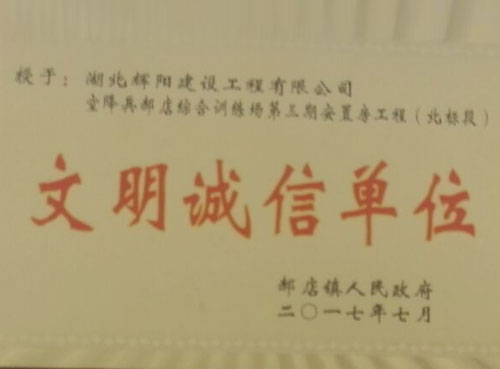 授予：湖北辉阳建设工程有限公司
空降兵郝店综合训练场第三期安置房工程（北标段）
文明诚信单位
郝店镇人民政府
二〇一七年七月